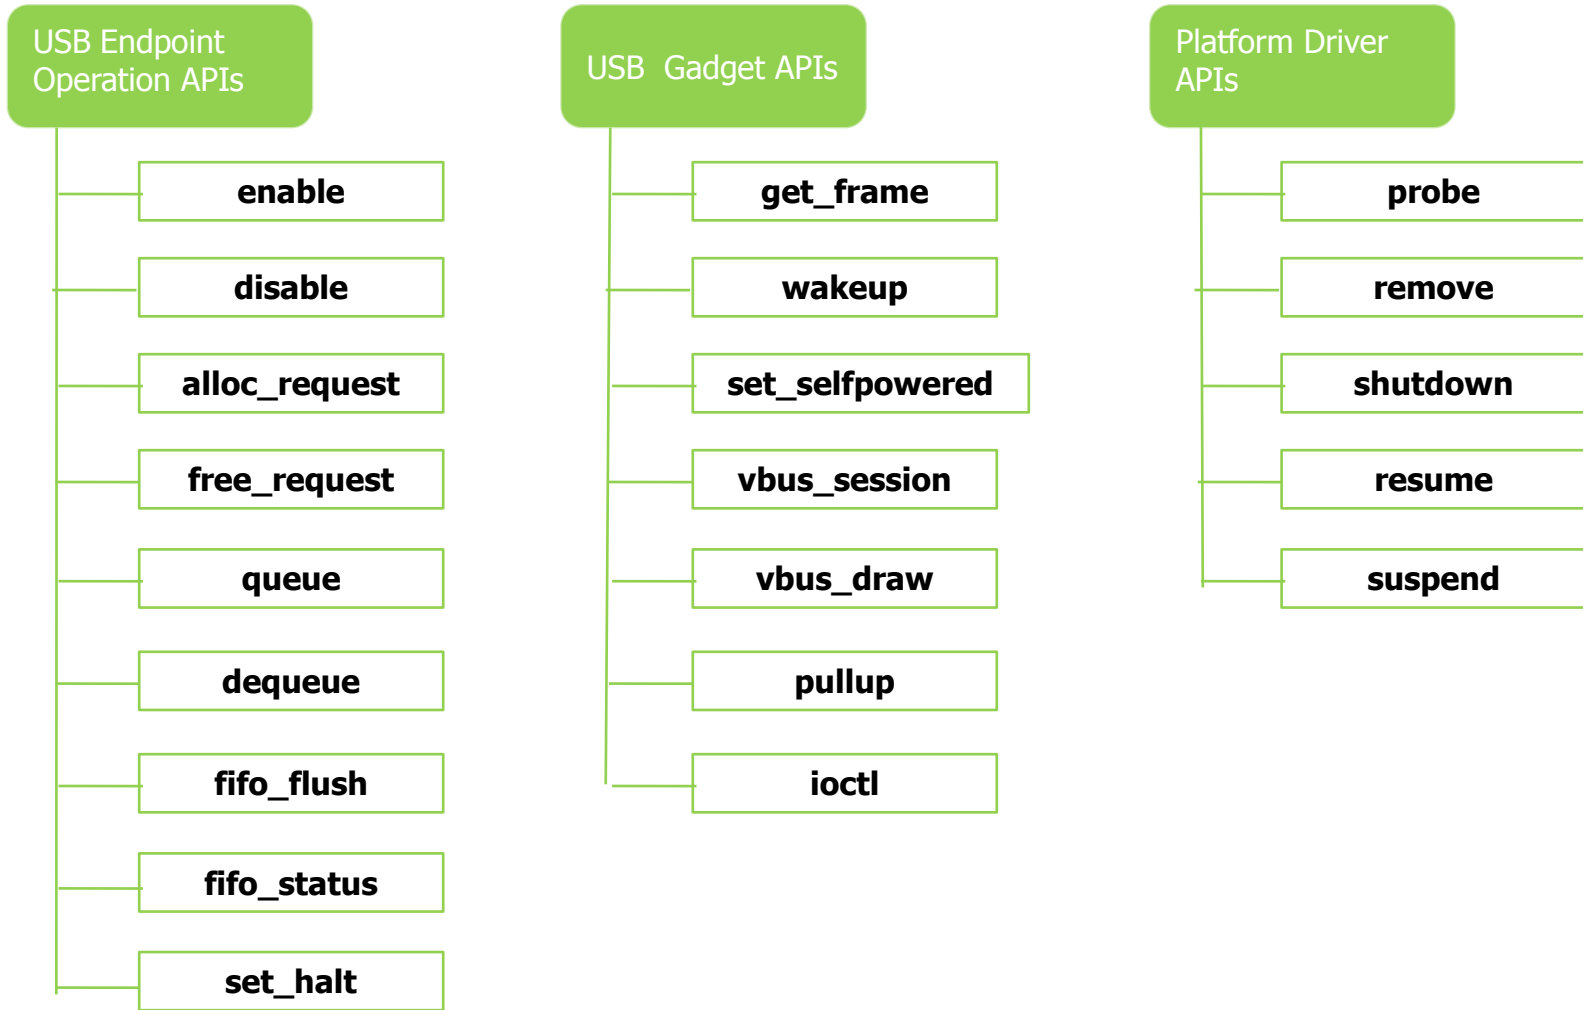 USB Endpoint
Operation APIs
enable
disable
alloc_request
free_request
queue
dequeue
fifo_flush
fifo_status
set_halt
USB  Gadget APIs
get_frame
wakeup
set_selfpowered
vbus_session
vbus_draw
pullup
ioctl
Platform Driver
APIs
probe
remove
shutdown
resume
suspend